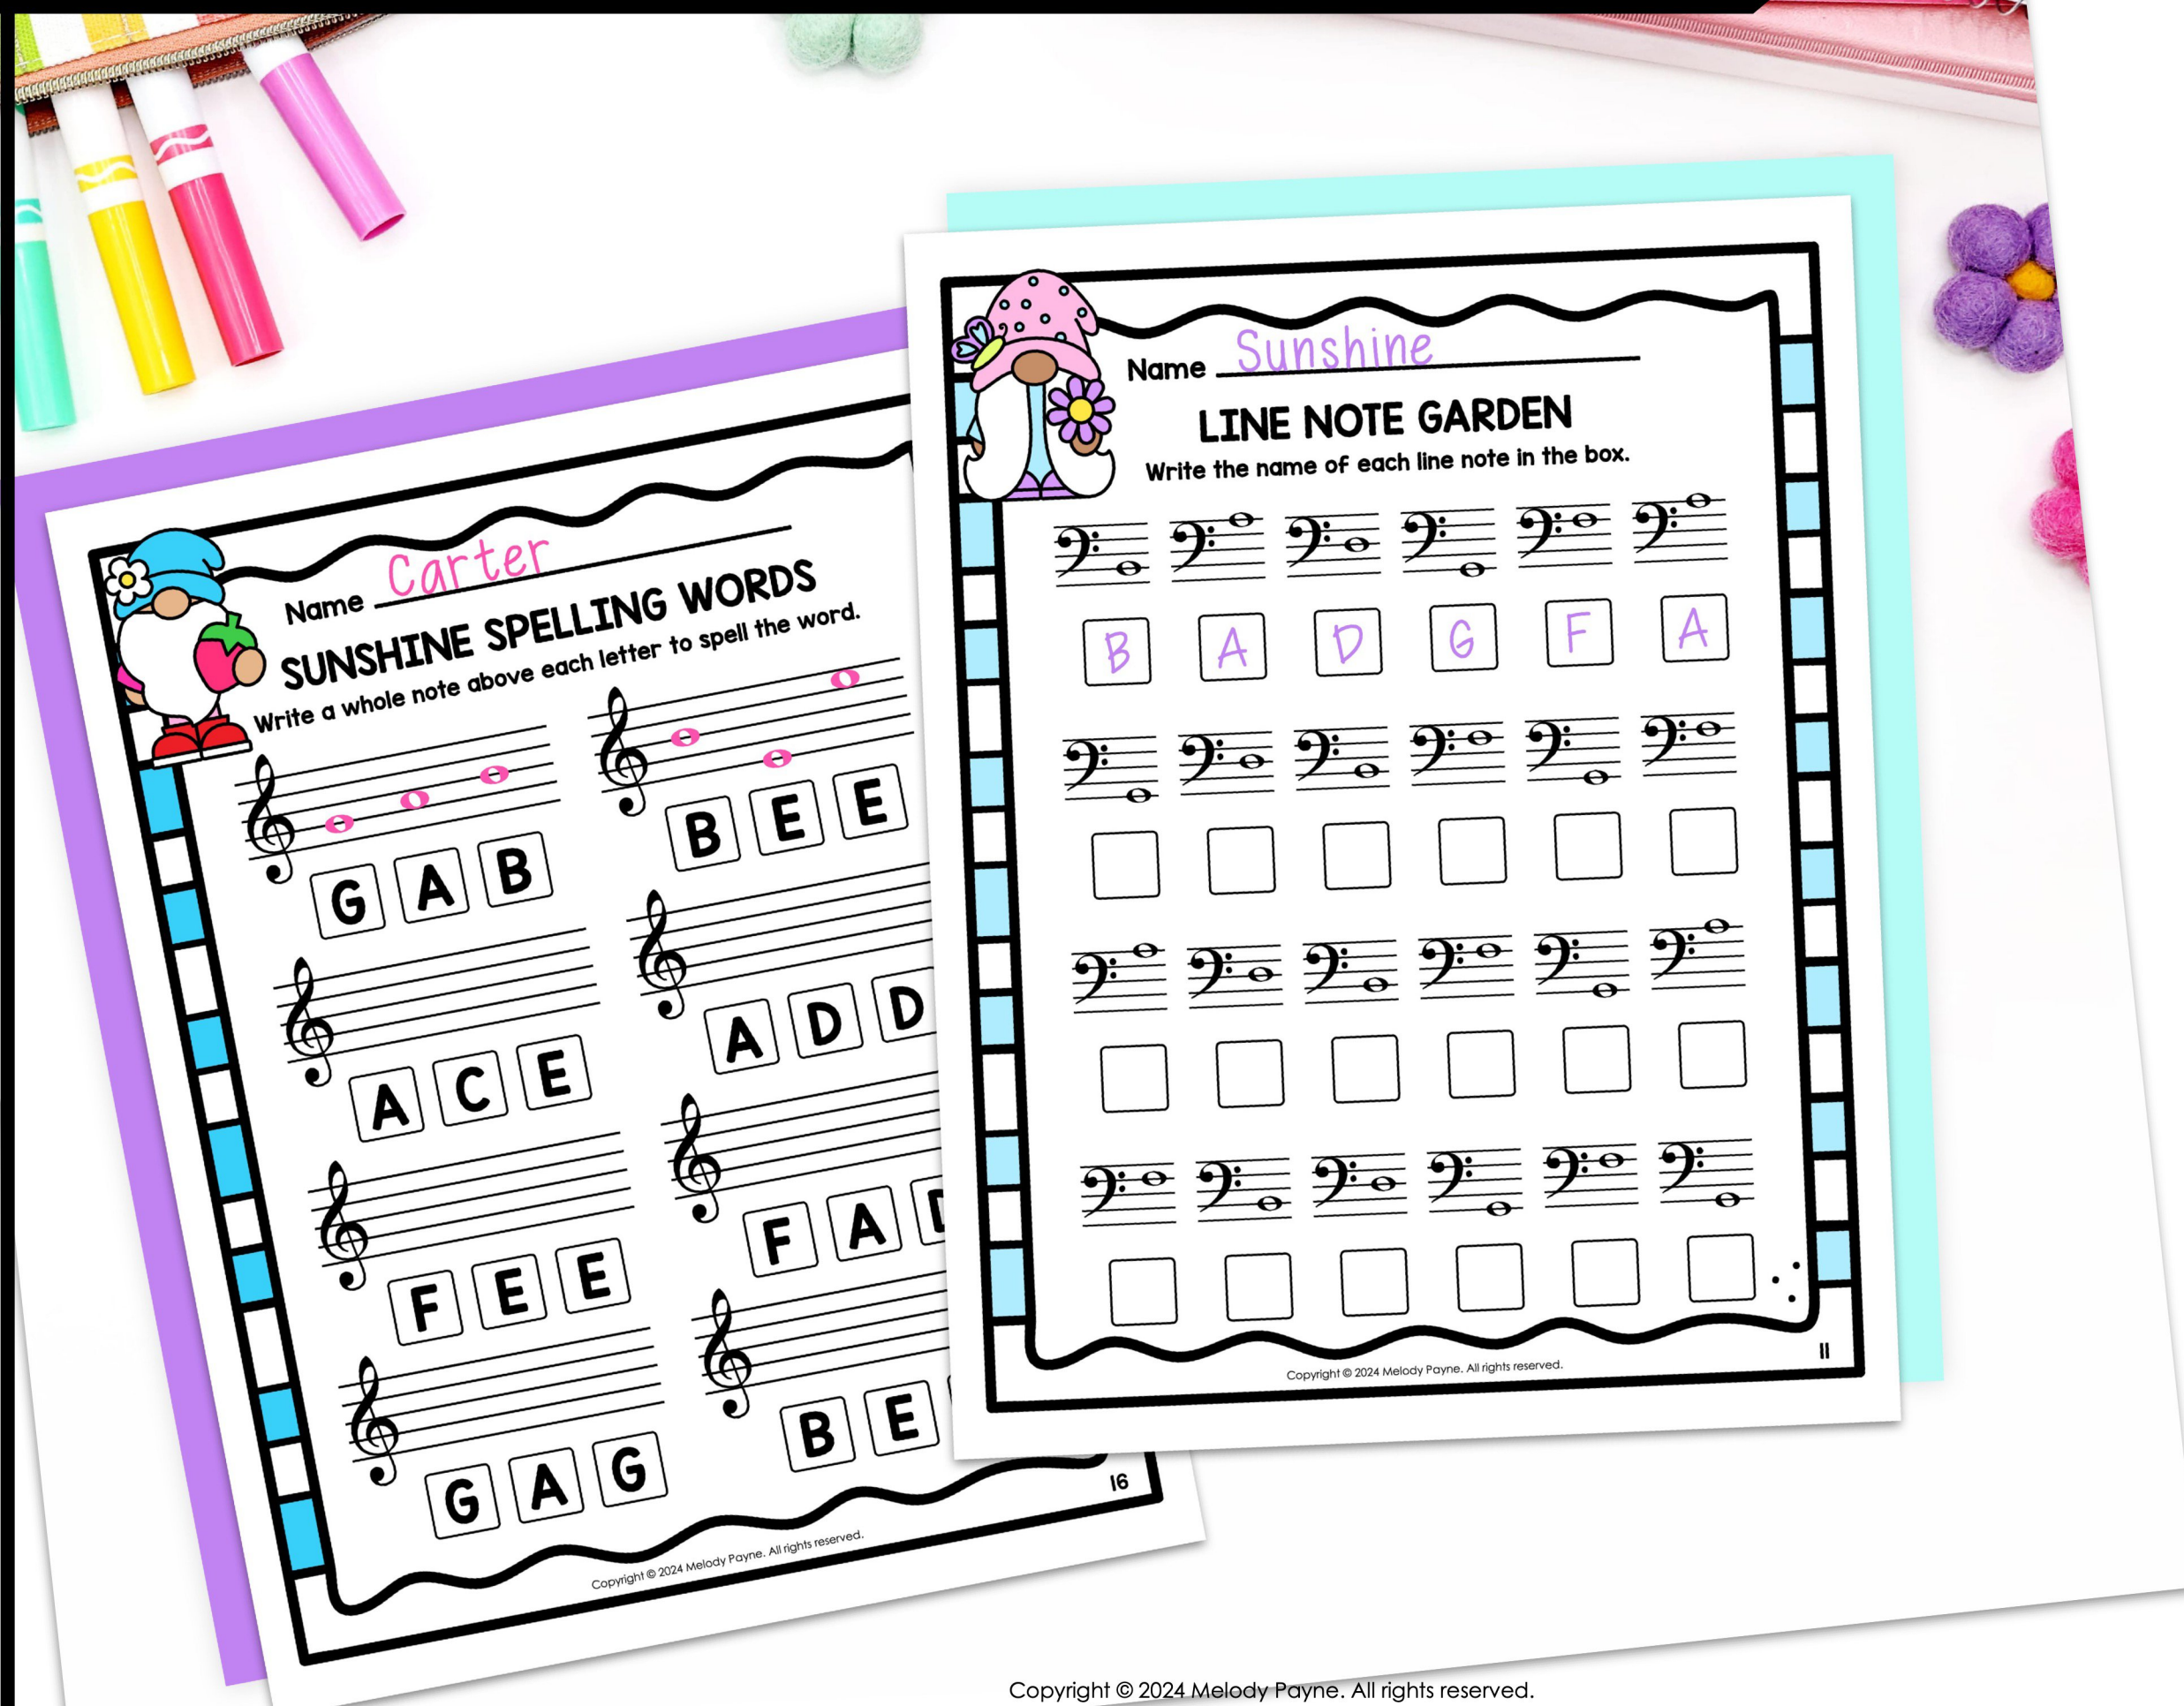 Name Carter
SUNSHINE SPELLING WORDS
Write a whole note above each letter to spell the word.
G A B
B E E
A C E
A D D
F E E
F A
G A G
B E
16
Copyright © 2024 Melody Payne. All rights reserved.
Name Sunshine
LINE NOTE GARDEN
Write the name of each line note in the box.
B A D G F A
11
Copyright © 2024 Melody Payne. All rights reserved.
Copyright © 2024 Melody Payne. All rights reserved.